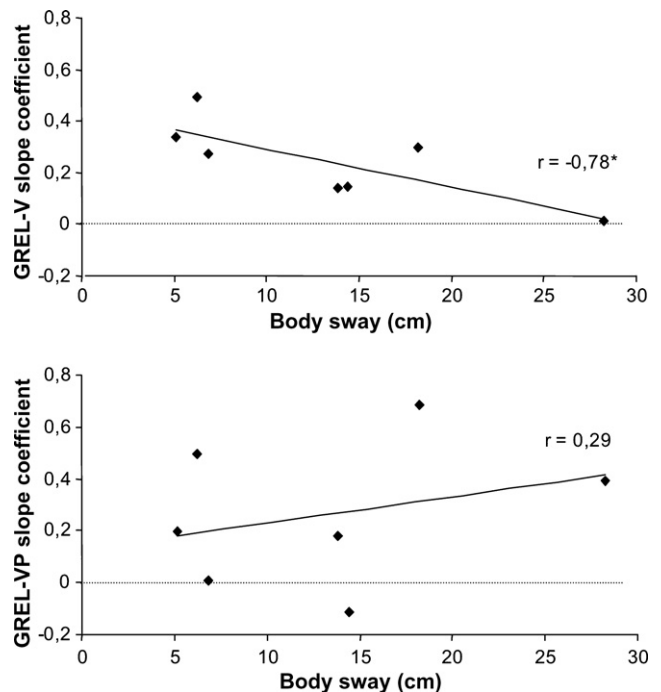 0,8
0,6
0,4
0,2
0
-0,2
GREL-V slope coefficient
r = -0,78*
0 5 10 15 20 25 30
Body sway (cm)
0,8
0,6
0,4
0,2
0
-0,2
GREL-VP slope coefficient
r = 0,29
0 5 10 15 20 25 30
Body sway (cm)